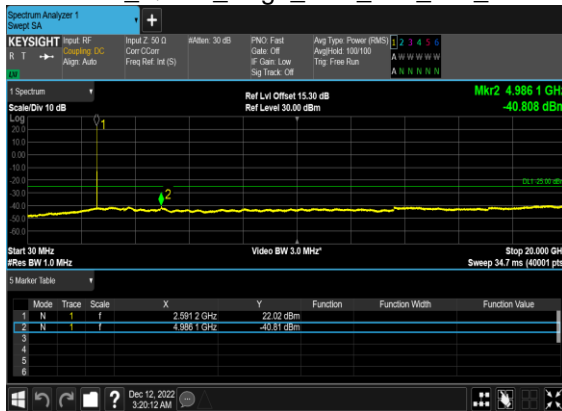 Spectrum Analyzer 1
Swept SA
+
KEYSIGHT Input: RF Input Z: 50 Ω #Atten: 30 dB PNO: Fast Avg Type: Power (RMS) 1 2 3 4 5 6
R T Coupling: DC Corr CCorr Gate: Off Avg|Hold: 100/100 A W W W W W
Align: Auto Freq Ref: Int (S) IF Gain: Low Trig: Free Run
Sig Track: Off A N N N N N
1 Spectrum Ref Lvl Offset 15.30 dB Mkr2 4.986 1 GHz
Scale/Div 10 dB Ref Level 30.00 dBm -40.808 dBm
Log
20.0
10.0
0.00
-10.0
-20.0
-30.0
-40.0
-50.0
-60.0
1
2
DL1 -25.00 dBm
Start 30 MHz Video BW 3.0 MHz* Stop 20.000 GHz
#Res BW 1.0 MHz Sweep 34.7 ms (40001 pts)
5 Marker Table
Mode Trace Scale X Y Function Function Width Function Value
1 N 1 f 2.591 2 GHz 22.02 dBm
2 N 1 f 4.986 1 GHz -40.81 dBm
3
4
5
6
? Dec 12, 2022
3:20:12 AM